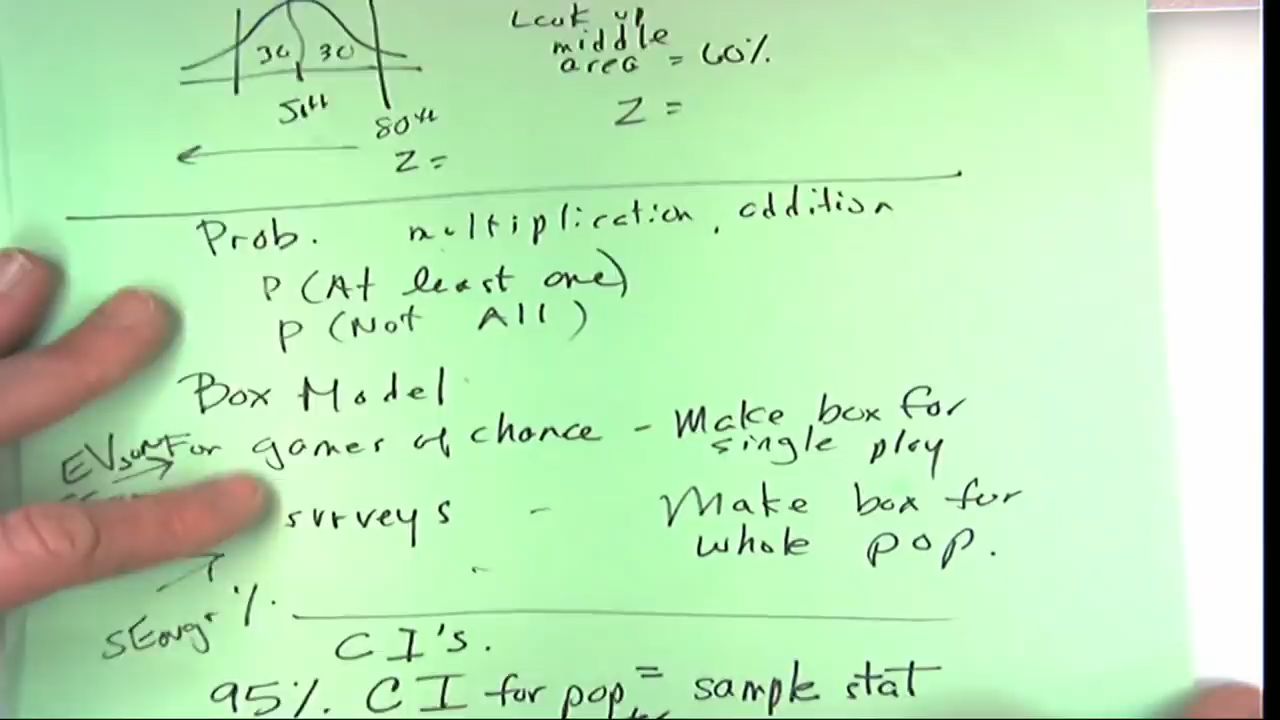 Look up
middle
area = 60%
30 30
50th
80th
Z =
Z =
Prob. multiplication, addition
P (At least one)
P (Not All)
Box Model
EVsum For games of chance - Make box for
single play
surveys - Make box for
whole pop.
SEavg, %
CI's.
95% CI for pop = sample stat